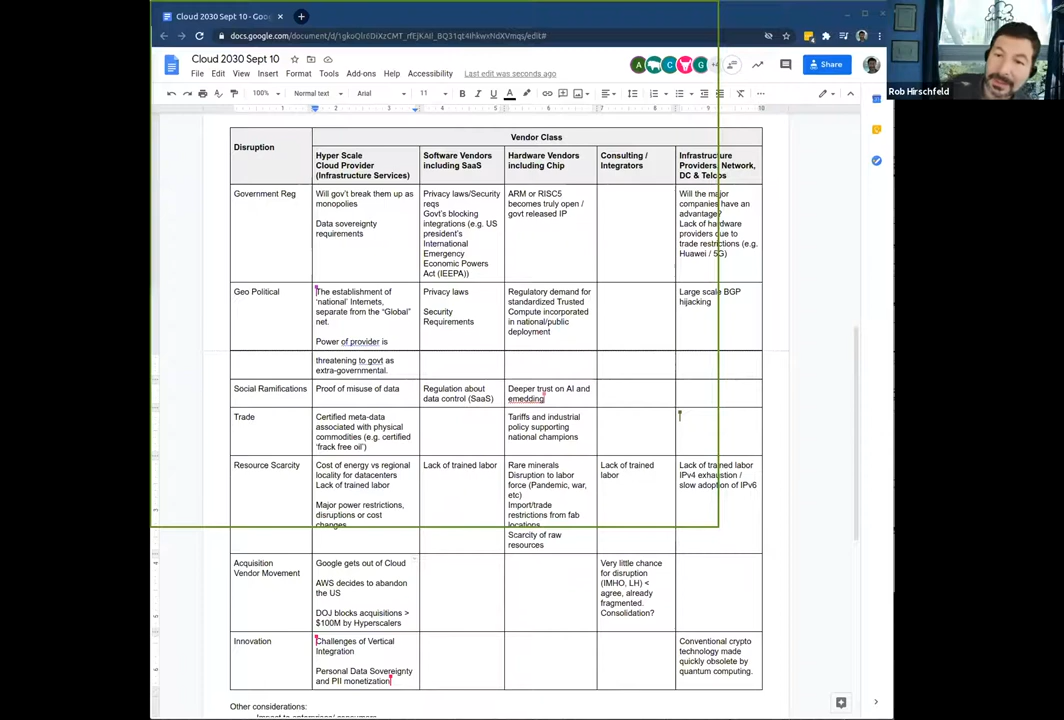 Cloud 2030 Sept 10 - Goo
docs.google.com/document/d/
Cloud 2030 Sept 10
File Edit View Insert Format Tools Add-ons Help Accessibility Last edit was seconds ago
Share
100% Normal text Arial 11
Rob Hirschfeld
Disruption
Vendor Class
Hyper Scale
Cloud Provider
(Infrastructure Services)
Software Vendors
including SaaS
Hardware Vendors
including Chip
Consulting /
Integrators
Infrastructure
Providers, Network,
DC & Telcos
Government Reg
Will gov't break them up as
monopolies
Data sovereignty
requirements
Privacy laws/Security
reqs
Govt's blocking
integrations (e.g. US
president's
International
Emergency
Economic Powers
Act (IEEPA))
ARM or RISC5
becomes truly open /
govt released IP
Will the major
companies have an
advantage?
Lack of hardware
providers due to
trade restrictions (e.g.
Huawei / 5G)
Geo Political
The establishment of
'national' Internets,
separate from the "Global"
net.
Power of provider is
threatening to govt as
extra-governmental.
Privacy laws
Security
Requirements
Regulatory demand for
standardized Trusted
Compute incorporated
in national/public
deployment
Large scale BGP
hijacking
Social Ramifications
Proof of misuse of data
Regulation about
data control (SaaS)
Deeper trust on AI and
emedding
Trade
Certified meta-data
associated with physical
commodities (e.g. certified
'frack free oil')
Tariffs and industrial
policy supporting
national champions
Resource Scarcity
Cost of energy vs regional
locality for datacenters
Lack of trained labor
Major power restrictions,
disruptions or cost
changes
Lack of trained labor
Rare minerals
Disruption to labor
force (Pandemic, war,
etc)
Import/trade
restrictions from fab
locations
Scarcity of raw
resources
Lack of trained
labor
Lack of trained labor
IPv4 exhaustion /
slow adoption of IPv6
Acquisition
Vendor Movement
Google gets out of Cloud
AWS decides to abandon
the US
DOJ blocks acquisitions >
$100M by Hyperscalers
Very little chance
for disruption
(IMHO, LH) <
agree, already
fragmented.
Consolidation?
Innovation
Challenges of Vertical
Integration
Personal Data Sovereignty
and PII monetization
Conventional crypto
technology made
quickly obsolete by
quantum computing.
Other considerations:
Impact to enterprises/ consumers